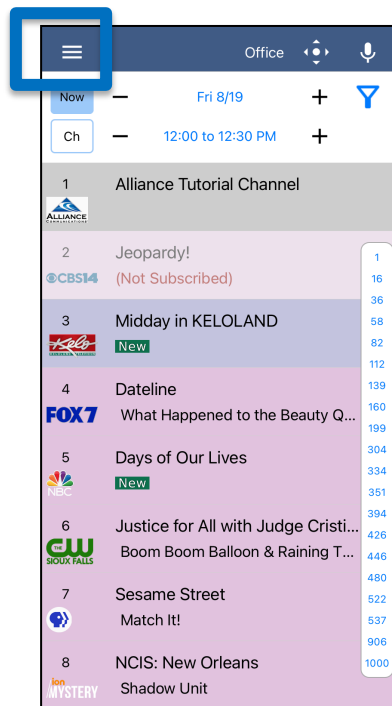 Office
Now
Fri 8/19
Ch
12:00 to 12:30 PM
1
Alliance Tutorial Channel
ALLIANCE
COMMUNICATIONS
2
Jeopardy!
CBS14
(Not Subscribed)
3
Midday in KELOLAND
Kelo
New
4
Dateline
FOX7
What Happened to the Beauty Q...
5
Days of Our Lives
NBC
New
6
Justice for All with Judge Cristi...
THE
CW
SIOUX FALLS
Boom Boom Balloon & Raining T...
7
Sesame Street
Match It!
8
NCIS: New Orleans
ion
MYSTERY
Shadow Unit
1
16
36
58
82
112
139
160
199
304
334
351
394
426
446
480
522
537
906
1000